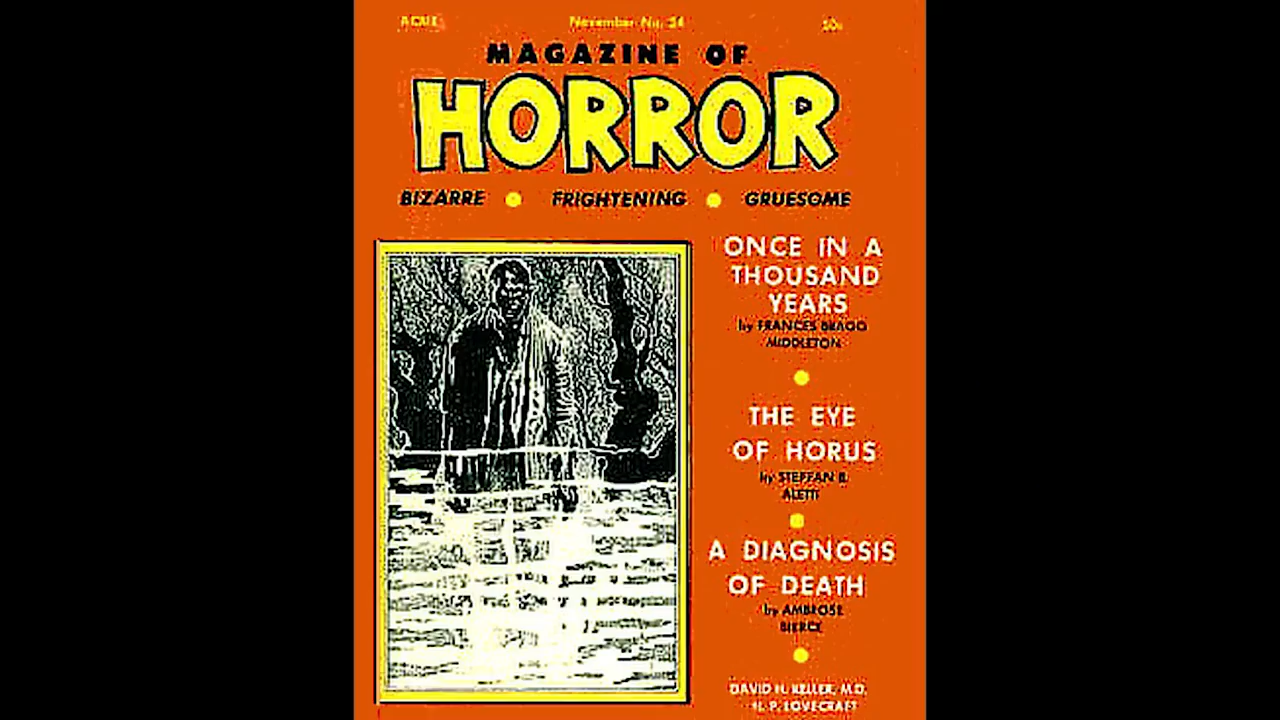 ACME November No. 24 50c
MAGAZINE OF
HORROR
BIZARRE • FRIGHTENING • GRUESOME
ONCE IN A
THOUSAND
YEARS
by FRANCES BRAGG
MIDDLETON
THE EYE
OF HORUS
by STEFFAN B.
ALETTI
A DIAGNOSIS
OF DEATH
by AMBROSE
BIERCE
DAVID H. KELLER, M.D.
H. P. LOVECRAFT